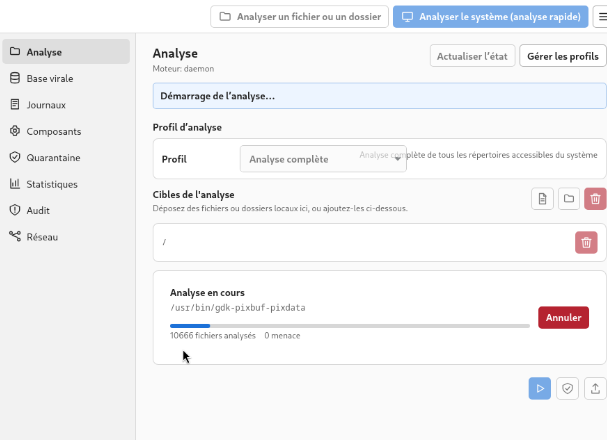 Analyser un fichier ou un dossier
Analyser le système (analyse rapide)
Analyse
Base virale
Journaux
Composants
Quarantaine
Statistiques
Audit
Réseau
Analyse
Moteur: daemon
Actualiser l’état
Gérer les profils
Démarrage de l’analyse…
Profil d’analyse
Profil
Analyse complète
Analyse complète de tous les répertoires accessibles du système
Cibles de l'analyse
Déposez des fichiers ou dossiers locaux ici, ou ajoutez-les ci-dessous.
/
Analyse en cours
/usr/bin/gdk-pixbuf-pixdata
10666 fichiers analysés 0 menace
Annuler